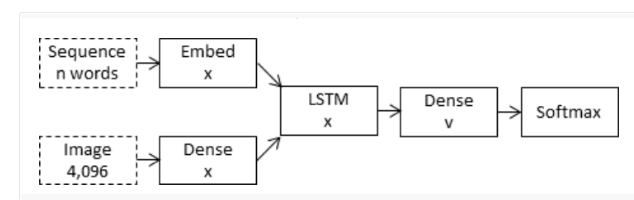 Sequence
n words
Embed
x
LSTM
x
Dense
v
Softmax
Image
4,096
Dense
x